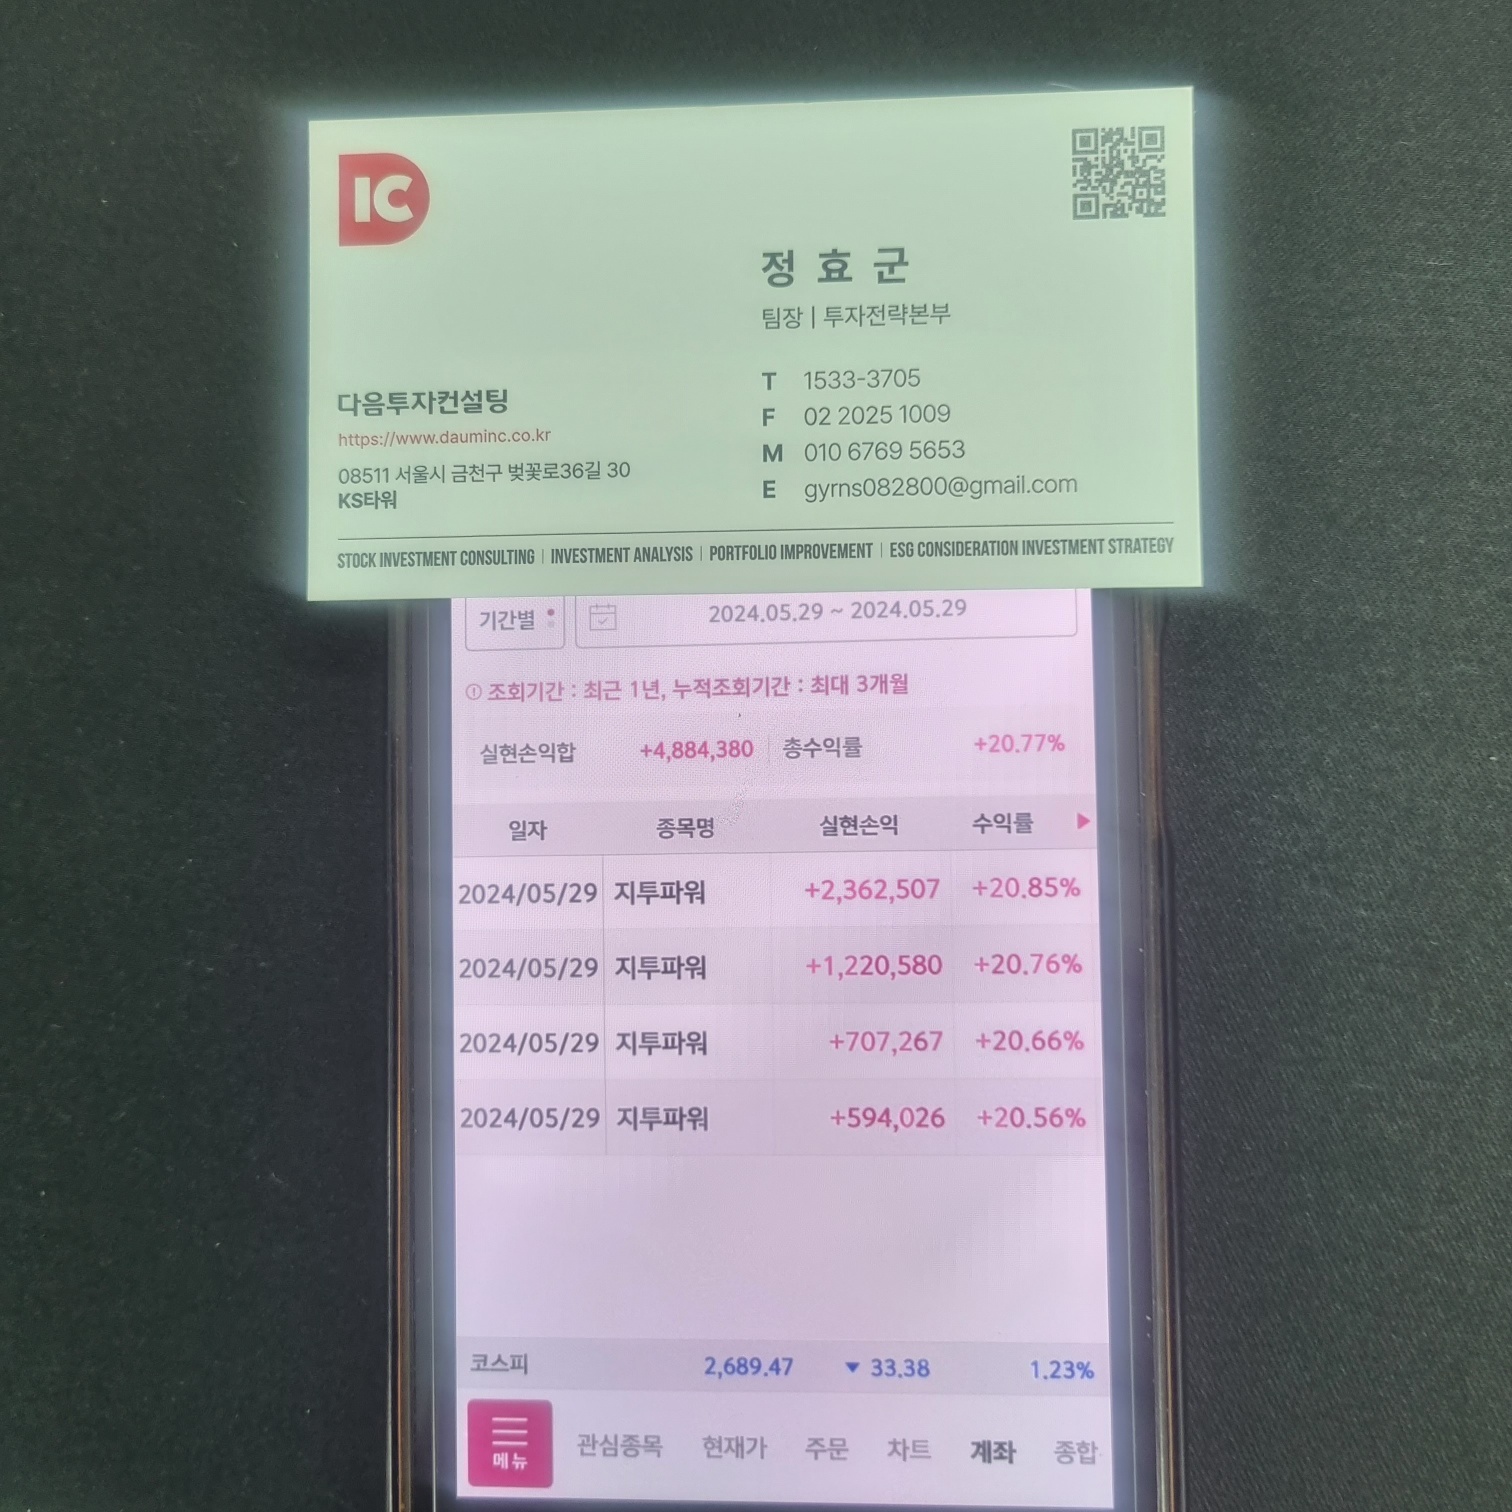 IC
정효군
팀장 | 투자전략본부
다음투자컨설팅
https://www.dauminc.co.kr
08511 서울시 금천구 벚꽃로36길 30
KS타워
T 1533-3705
F 02 2025 1009
M 010 6769 5653
E gyrns082800@gmail.com
STOCK INVESTMENT CONSULTING | INVESTMENT ANALYSIS | PORTFOLIO IMPROVEMENT | ESG CONSIDERATION INVESTMENT STRATEGY
기간별 2024.05.29 ~ 2024.05.29
조회기간 : 최근 1년, 누적조회기간 : 최대 3개월
실현손익합 +4,884,380 총수익률 +20.77%
일자 종목명 실현손익 수익률
2024/05/29 지투파워 +2,362,507 +20.85%
2024/05/29 지투파워 +1,220,580 +20.76%
2024/05/29 지투파워 +707,267 +20.66%
2024/05/29 지투파워 +594,026 +20.56%
코스피 2,689.47 ▼ 33.38 1.23%
메뉴 관심종목 현재가 주문 차트 계좌 종합